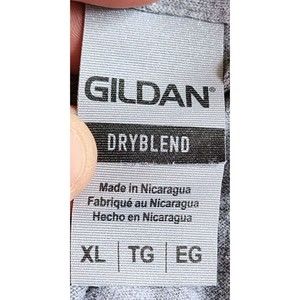 GILDAN®
DRYBLEND
Made in Nicaragua
Fabriqué au Nicaragua
Hecho en Nicaragua
XL | TG | EG